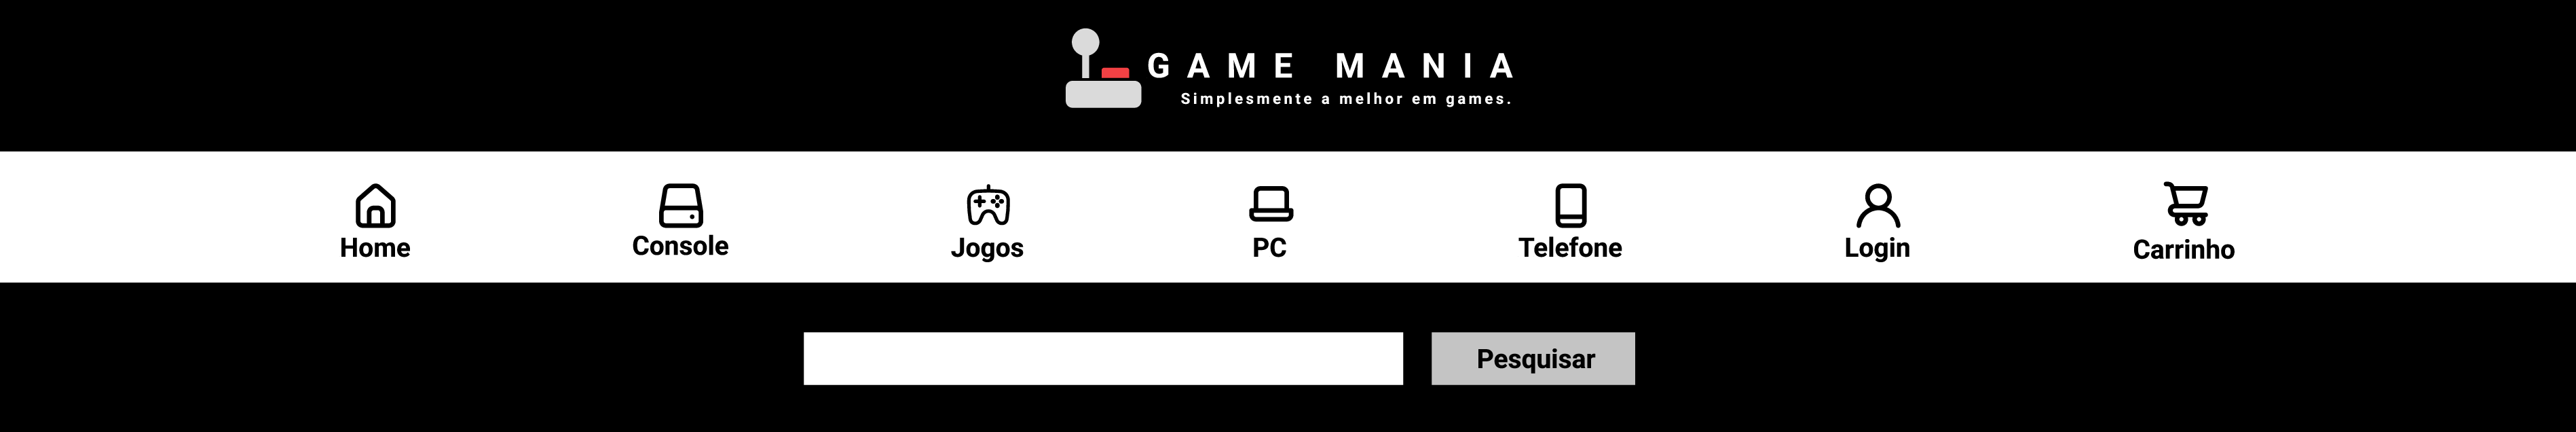 GAME MANIA
Simplesmente a melhor em games.
Home
Console
Jogos
PC
Telefone
Login
Carrinho
Pesquisar